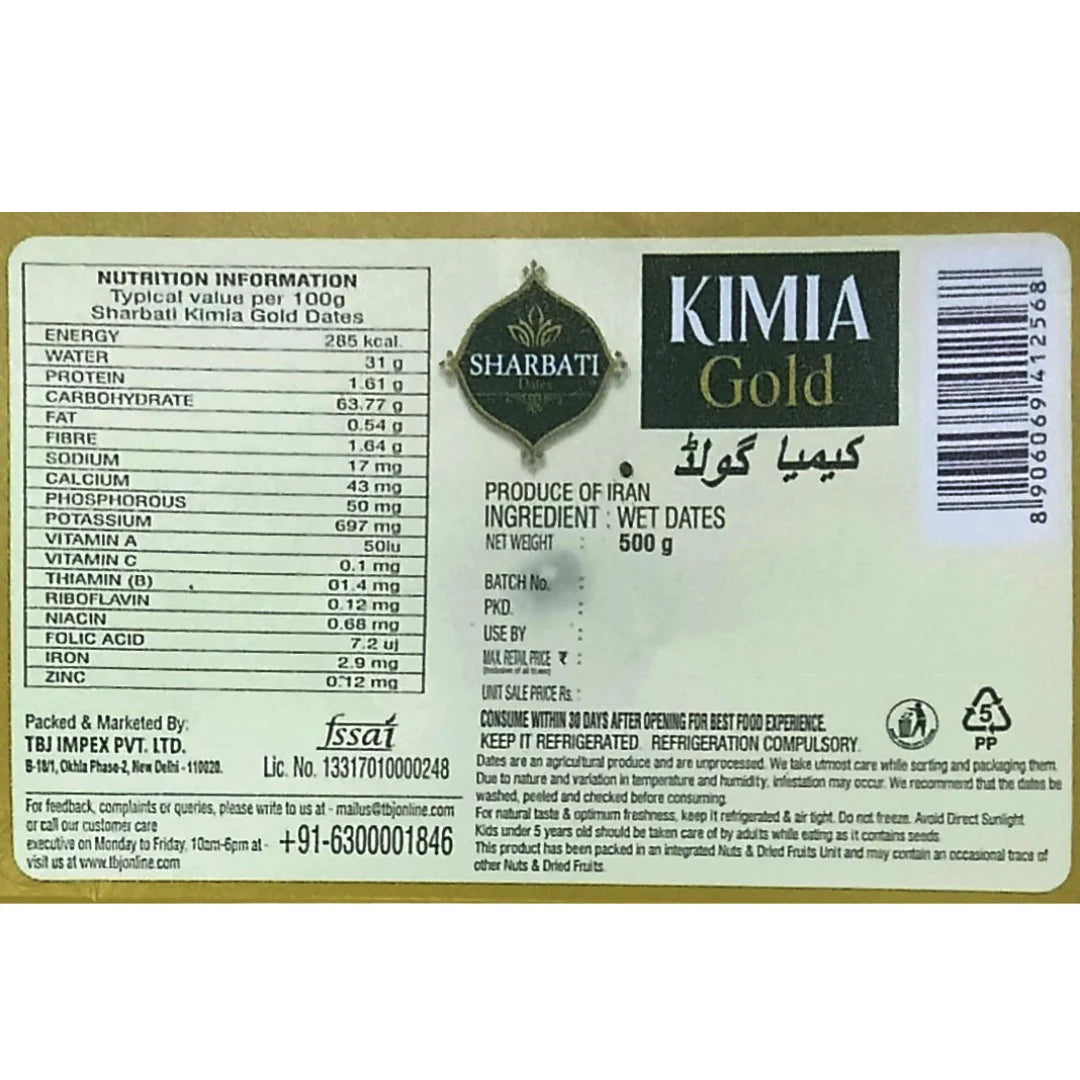 NUTRITION INFORMATION
Typical value per 100g
Sharbati Kimia Gold Dates
ENERGY 285 kcal.
WATER 31 g
PROTEIN 1.61 g
CARBOHYDRATE 63.77 g
FAT 0.54 g
FIBRE 1.64 g
SODIUM 17 mg
CALCIUM 43 mg
PHOSPHOROUS 50 mg
POTASSIUM 697 mg
VITAMIN A 50iu
VITAMIN C 0.1 mg
THIAMIN (B) 01.4 mg
RIBOFLAVIN 0.12 mg
NIACIN 0.68 mg
FOLIC ACID 7.2 uj
IRON 2.9 mg
ZINC 0.12 mg
Packed & Marketed By:
TBJ IMPEX PVT. LTD.
B-18/1, Okhla Phase-2, New Delhi - 110020.
fssai
Lic. No. 13317010000248
For feedback, complaints or queries, please write to us at - mailus@tbjonline.com
or call our customer care
executive on Monday to Friday, 10am-6pm at - +91-6300001846
visit us at www.tbjonline.com
SHARBATI
Dates
KIMIA
Gold
کیمیا گولڈ
PRODUCE OF IRAN
INGREDIENT : WET DATES
NET WEIGHT : 500 g
BATCH No. :
PKD. :
USE BY :
MAX. RETAIL PRICE ₹ :
(Inclusive of all taxes)
UNIT SALE PRICE Rs. :
CONSUME WITHIN 30 DAYS AFTER OPENING FOR BEST FOOD EXPERIENCE.
KEEP IT REFRIGERATED. REFRIGERATION COMPULSORY.
Dates are an agricultural produce and are unprocessed. We take utmost care while sorting and packaging them.
Due to nature and variation in temperature and humidity, infestation may occur. We recommend that the dates be
washed, peeled and checked before consuming.
For natural taste & optimum freshness, keep it refrigerated & air tight. Do not freeze. Avoid Direct Sunlight.
Kids under 5 years old should be taken care of by adults while eating as it contains seeds.
This product has been packed in an integrated Nuts & Dried Fruits Unit and may contain an occasional trace of
other Nuts & Dried Fruits.
5
PP
8 906069 412568